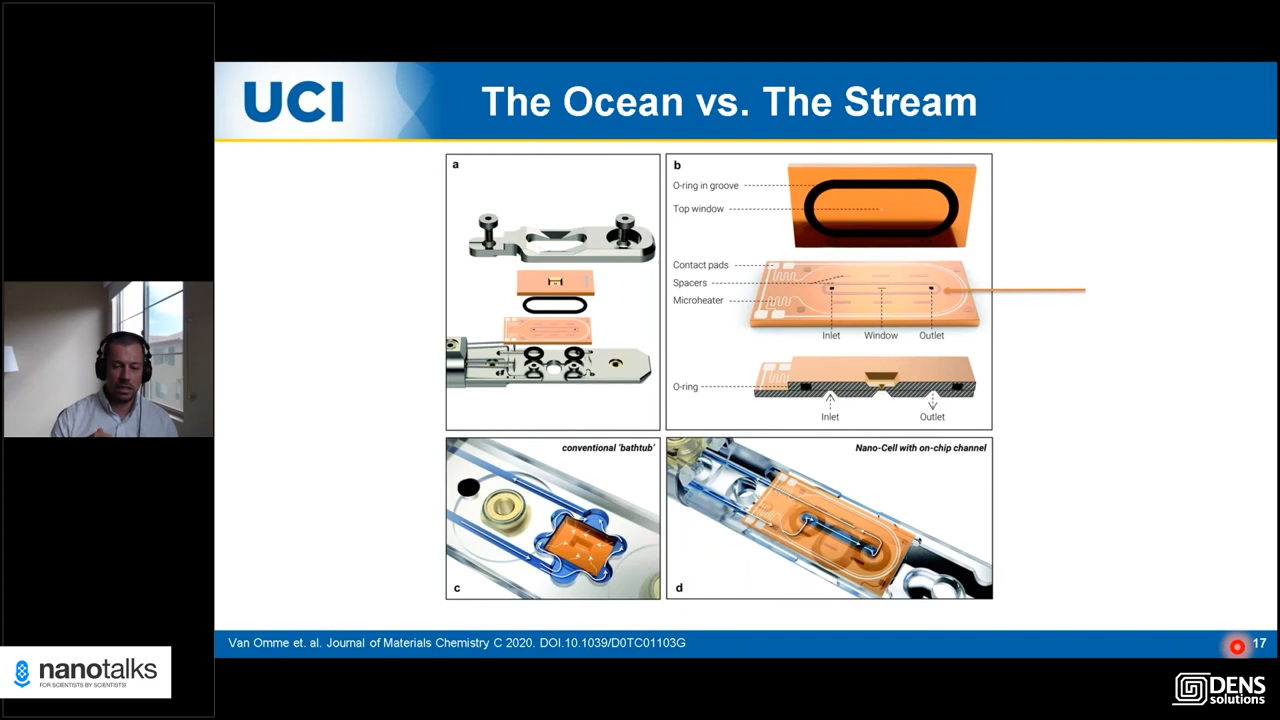 UCI
The Ocean vs. The Stream
a
b
O-ring in groove
Top window
Contact pads
Spacers
Microheater
Inlet
Window
Outlet
O-ring
Inlet
Outlet
conventional 'bathtub'
c
Nano-Cell with on-chip channel
d
Van Omme et. al. Journal of Materials Chemistry C 2020. DOI.10.1039/D0TC01103G
17
nanotalks
FOR SCIENTISTS BY SCIENTISTS!
DENS
solutions